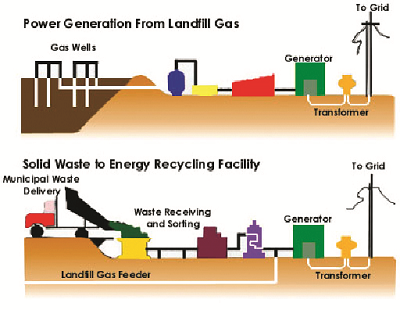 Power Generation From Landfill Gas
To Grid
Gas Wells
Generator
Transformer
Solid Waste to Energy Recycling Facility
Municipal Waste
Delivery
To Grid
Waste Receiving
and Sorting
Generator
Landfill Gas Feeder
Transformer